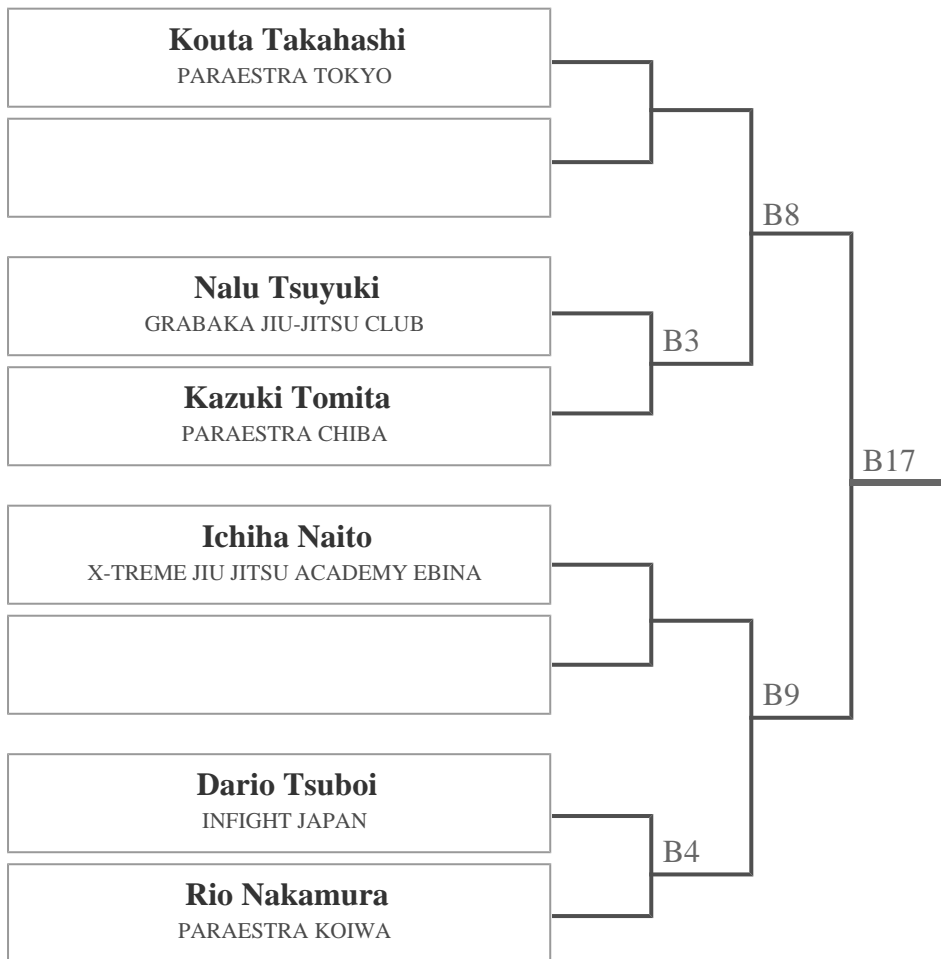 Kouta Takahashi
PARAESTRA TOKYO
B8
Nalu Tsuyuki
GRABAKA JIU-JITSU CLUB
B3
Kazuki Tomita
PARAESTRA CHIBA
B17
Ichiha Naito
X-TREME JIU JITSU ACADEMY EBINA
B9
Dario Tsuboi
INFIGHT JAPAN
B4
Rio Nakamura
PARAESTRA KOIWA